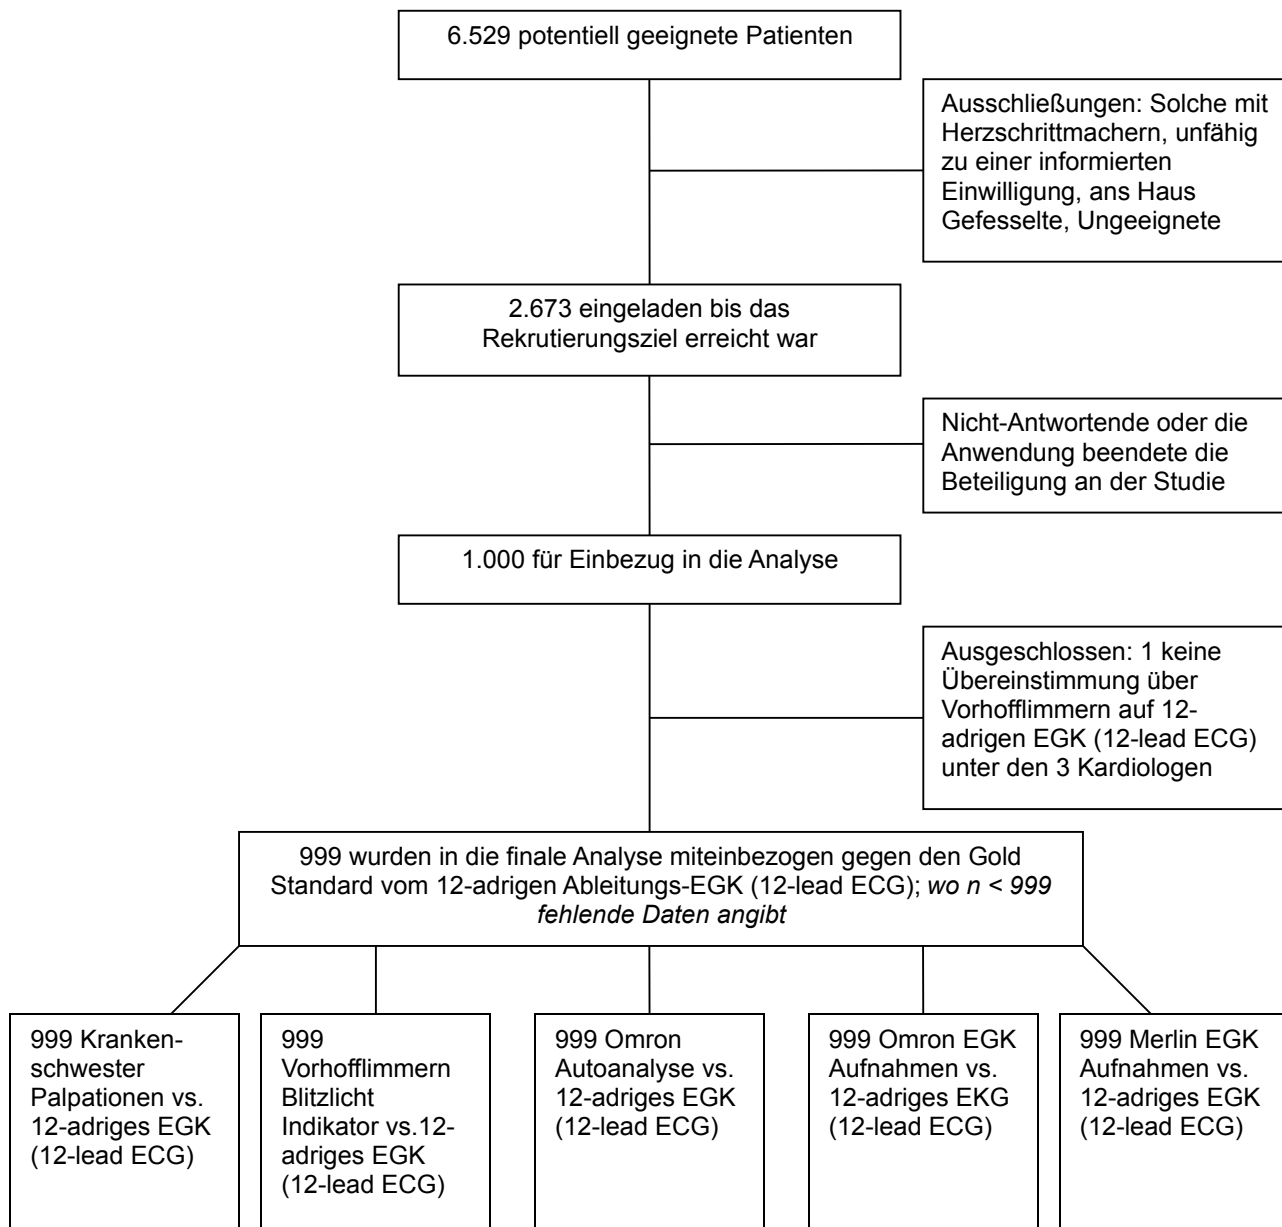 6.529 potentiell geeignete Patienten
Ausschließungen: Solche mit
Herzschrittmachern, unfähig
zu einer informierten
Einwilligung, ans Haus
Gefesselte, Ungeeignete
2.673 eingeladen bis das
Rekrutierungsziel erreicht war
Nicht-Antwortende oder die
Anwendung beendete die
Beteiligung an der Studie
1.000 für Einbezug in die Analyse
Ausgeschlossen: 1 keine
Übereinstimmung über
Vorhofflimmern auf 12-
adrigen EGK (12-lead ECG)
unter den 3 Kardiologen
999 wurden in die finale Analyse miteinbezogen gegen den Gold
Standard vom 12-adrigen Ableitungs-EGK (12-lead ECG); wo n < 999
fehlende Daten angibt
999 Kranken-
schwester
Palpationen vs.
12-adriges EGK
(12-lead ECG)
999
Vorhofflimmern
Blitzlicht
Indikator vs.12-
adriges EGK
(12-lead ECG)
999 Omron
Autoanalyse vs.
12-adriges EGK
(12-lead ECG)
999 Omron EGK
Aufnahmen vs.
12-adriges EKG
(12-lead ECG)
999 Merlin EGK
Aufnahmen vs.
12-adriges EGK
(12-lead ECG)